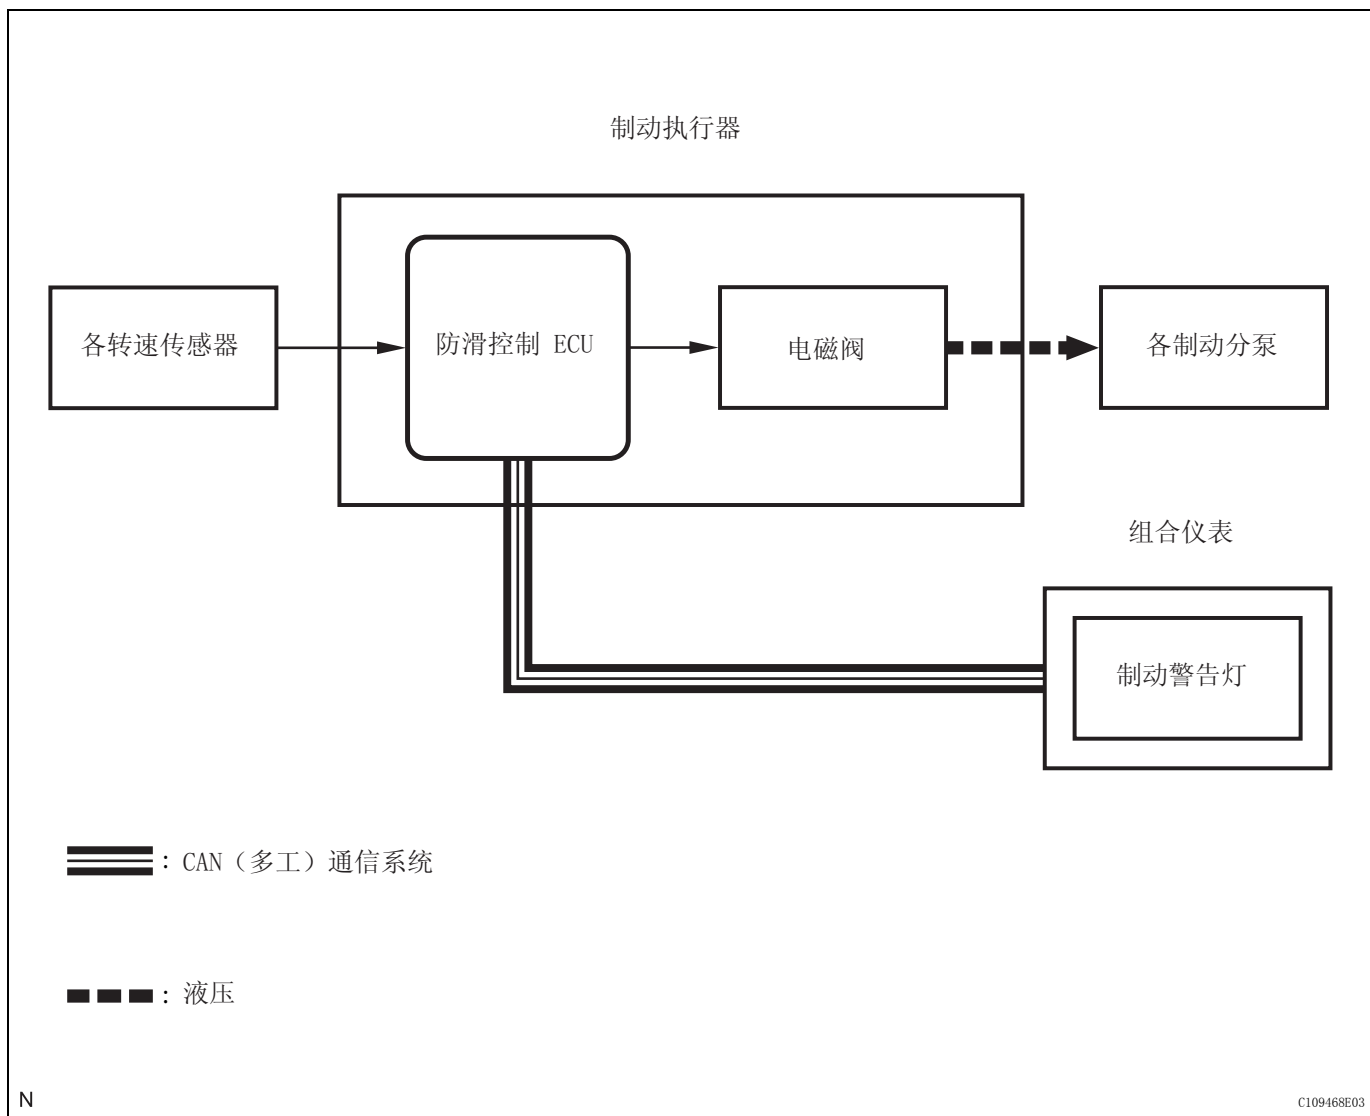 制动执行器
各转速传感器
防滑控制 ECU
电磁阀
各制动分泵
组合仪表
制动警告灯
: CAN（多工）通信系统
: 液压
N
C109468E03